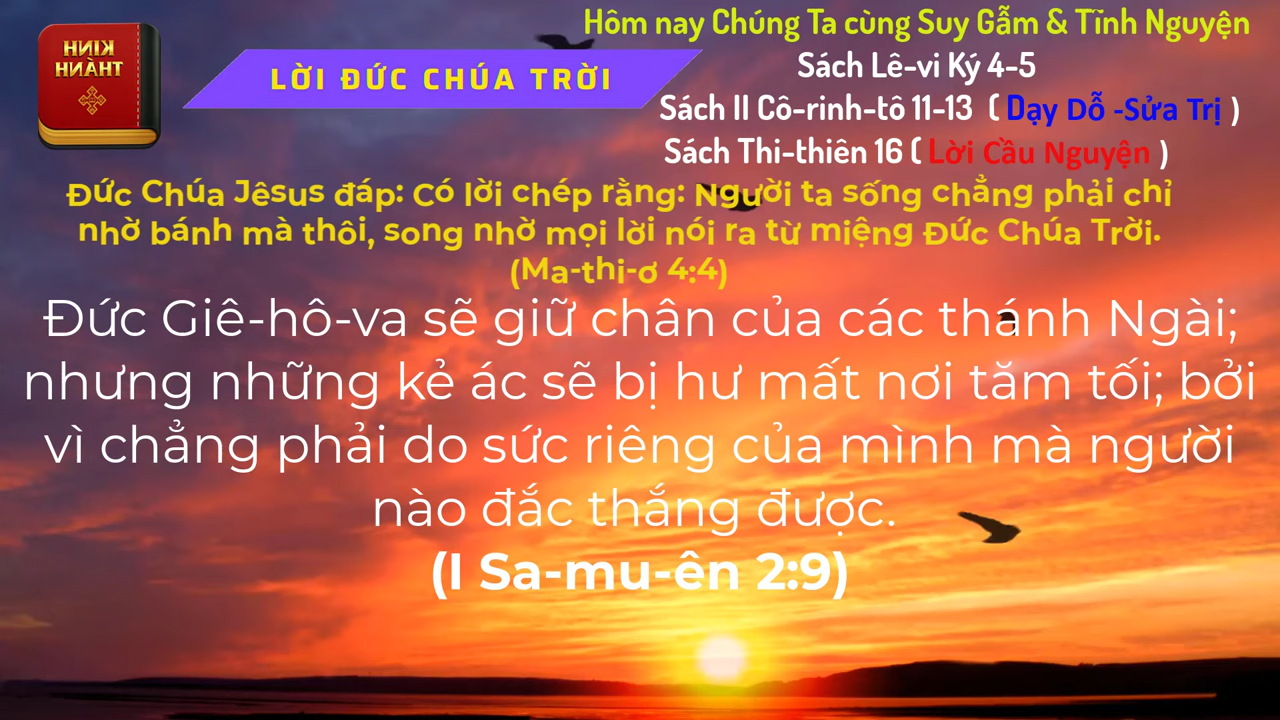 KINH
THÀNH
LỜI ĐỨC CHÚA TRỜI
Hôm nay Chúng Ta cùng Suy Gẫm & Tĩnh Nguyện
Sách Lê-vi Ký 4-5
Sách II Cô-rinh-tô 11-13 ( Dạy Dỗ -Sửa Trị )
Sách Thi-thiên 16 ( Lời Cầu Nguyện )
Đức Chúa Jêsus đáp: Có lời chép rằng: Người ta sống chẳng phải chỉ
nhờ bánh mà thôi, song nhờ mọi lời nói ra từ miệng Đức Chúa Trời.
(Ma-thi-ơ 4:4)
Đức Giê-hô-va sẽ giữ chân của các thánh Ngài;
nhưng những kẻ ác sẽ bị hư mất nơi tăm tối; bởi
vì chẳng phải do sức riêng của mình mà người
nào đắc thắng được.
(I Sa-mu-ên 2:9)